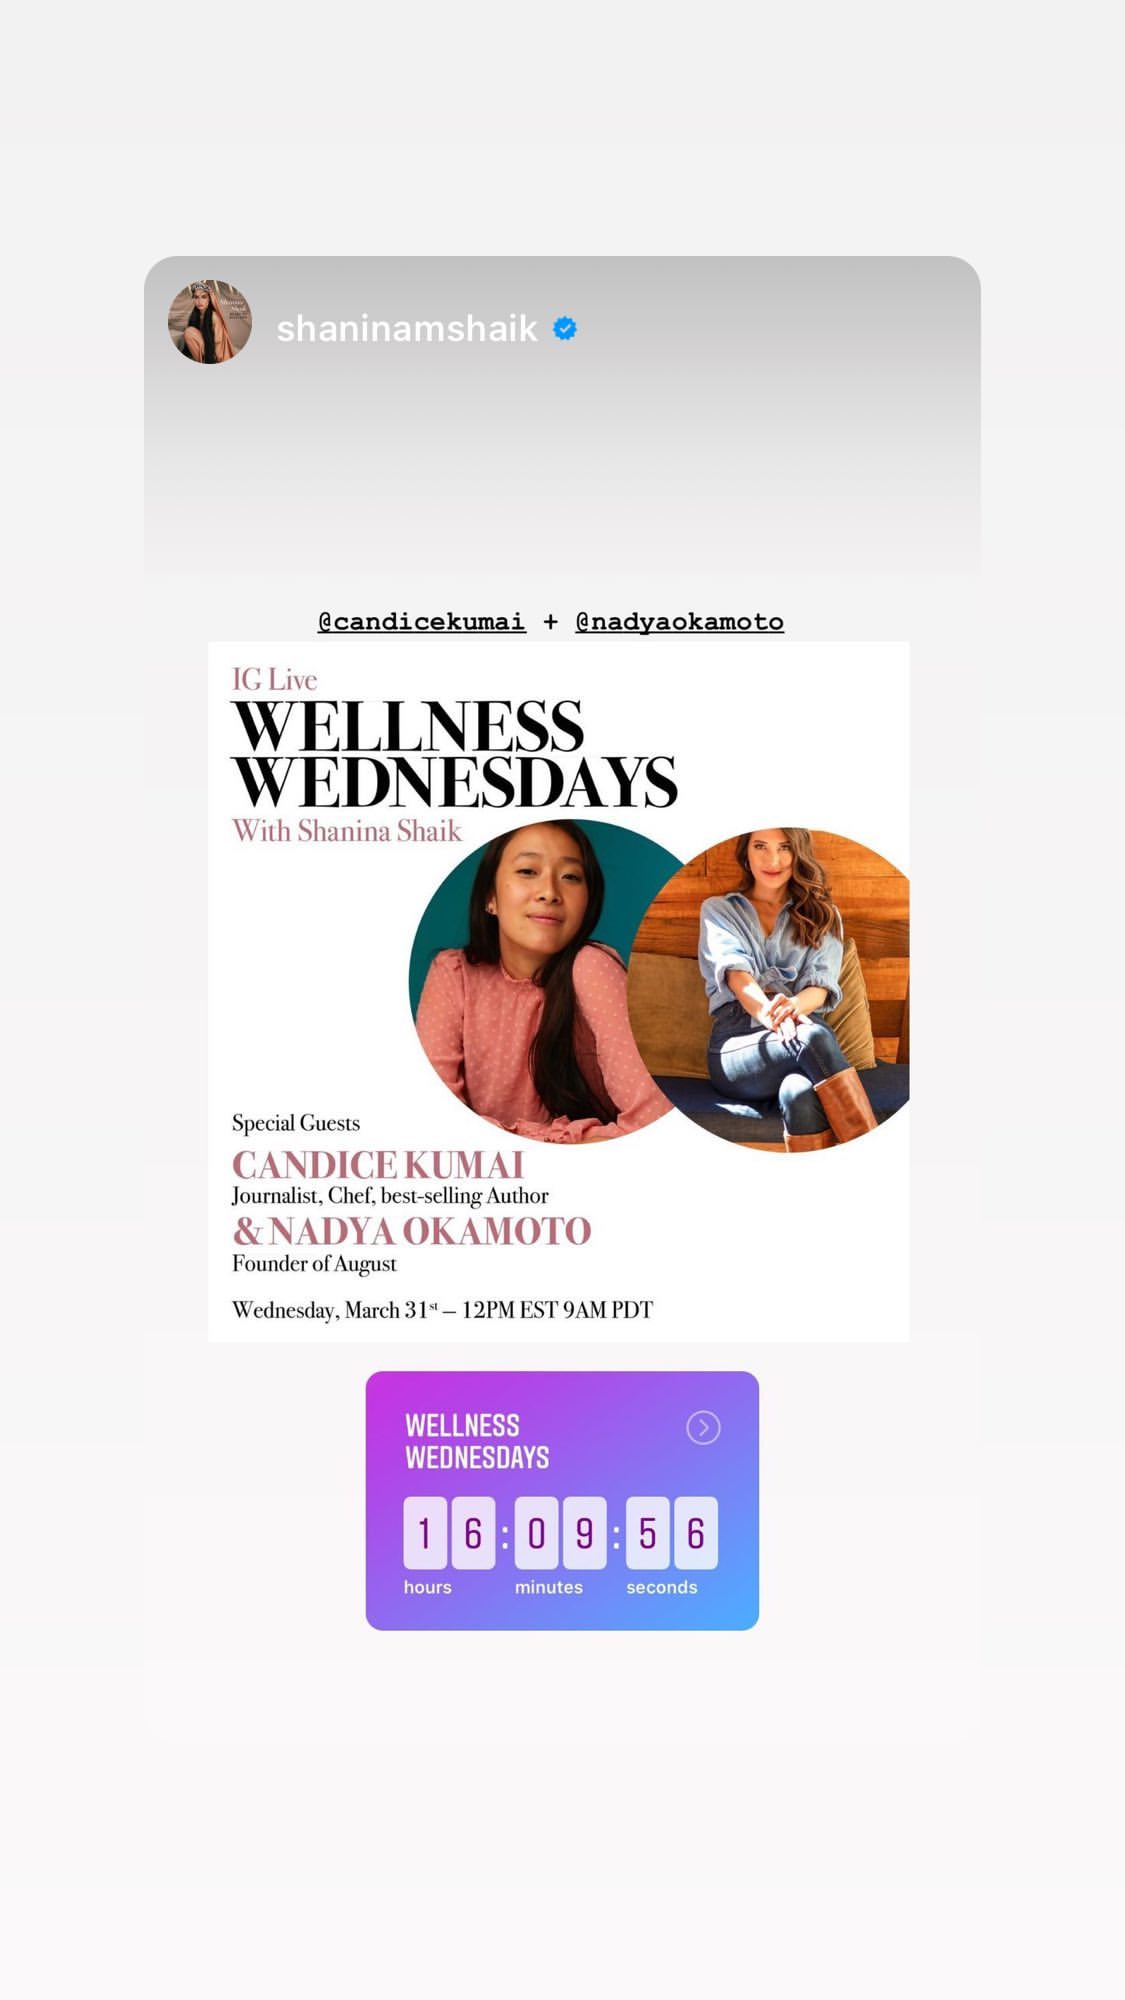 shaninamshaik
@candicekumai + @nadyaokamoto
IG Live
WELLNESS
WEDNESDAYS
With Shanina Shaik
Special Guests
CANDICE KUMAI
Journalist, Chef, best-selling Author
& NADYA OKAMOTO
Founder of August
Wednesday, March 31st – 12PM EST 9AM PDT
WELLNESS
WEDNESDAYS
16:09:56
hours minutes seconds